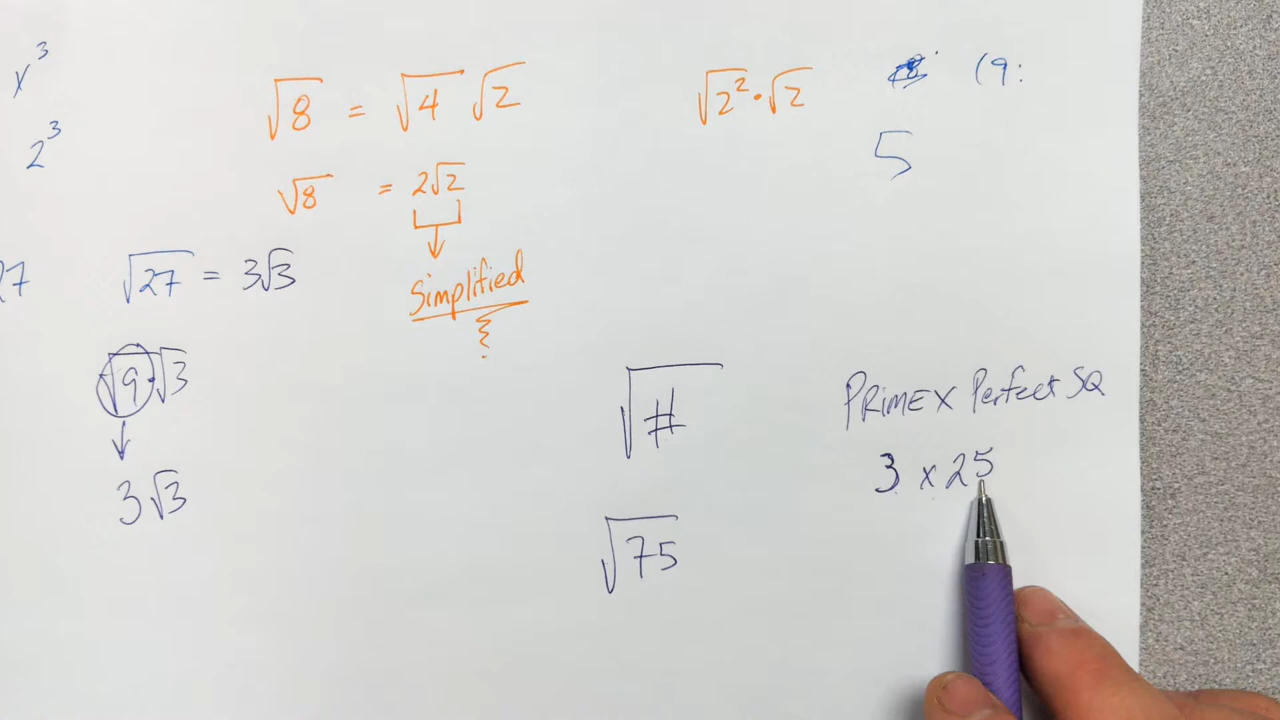 x³
2³
√8 = √4 √2
√8 = 2√2
Simplified
√2² · √2
(9:
5
27
√27 = 3√3
√9 · √3
3√3
√#
PRIME X Perfect SQ
3 x 25
√75